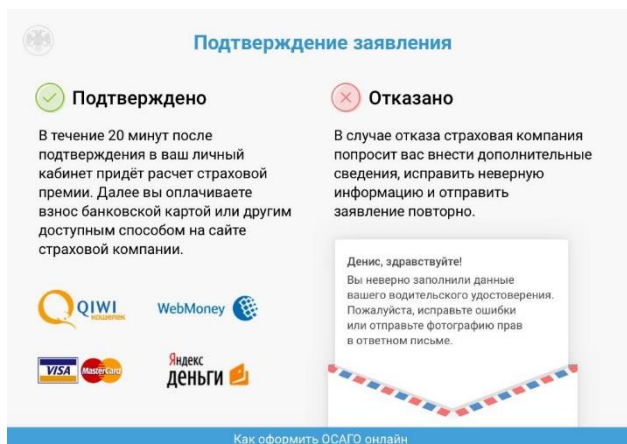 Подтверждение заявления
Подтверждено
В течение 20 минут после
подтверждения в ваш личный
кабинет придёт расчет страховой
премии. Далее вы оплачиваете
взнос банковской картой или другим
доступным способом на сайте
страховой компании.
QIWI
КОШЕЛЕК
WebMoney
VISA
MasterCard
Яндекс
деньги
Отказано
В случае отказа страховая компания
попросит вас внести дополнительные
сведения, исправить неверную
информацию и отправить
заявление повторно.
Денис, здравствуйте!
Вы неверно заполнили данные
вашего водительского удостоверения.
Пожалуйста, исправьте ошибки
или отправьте фотографию прав
в ответном письме.
Как оформить ОСАГО онлайн